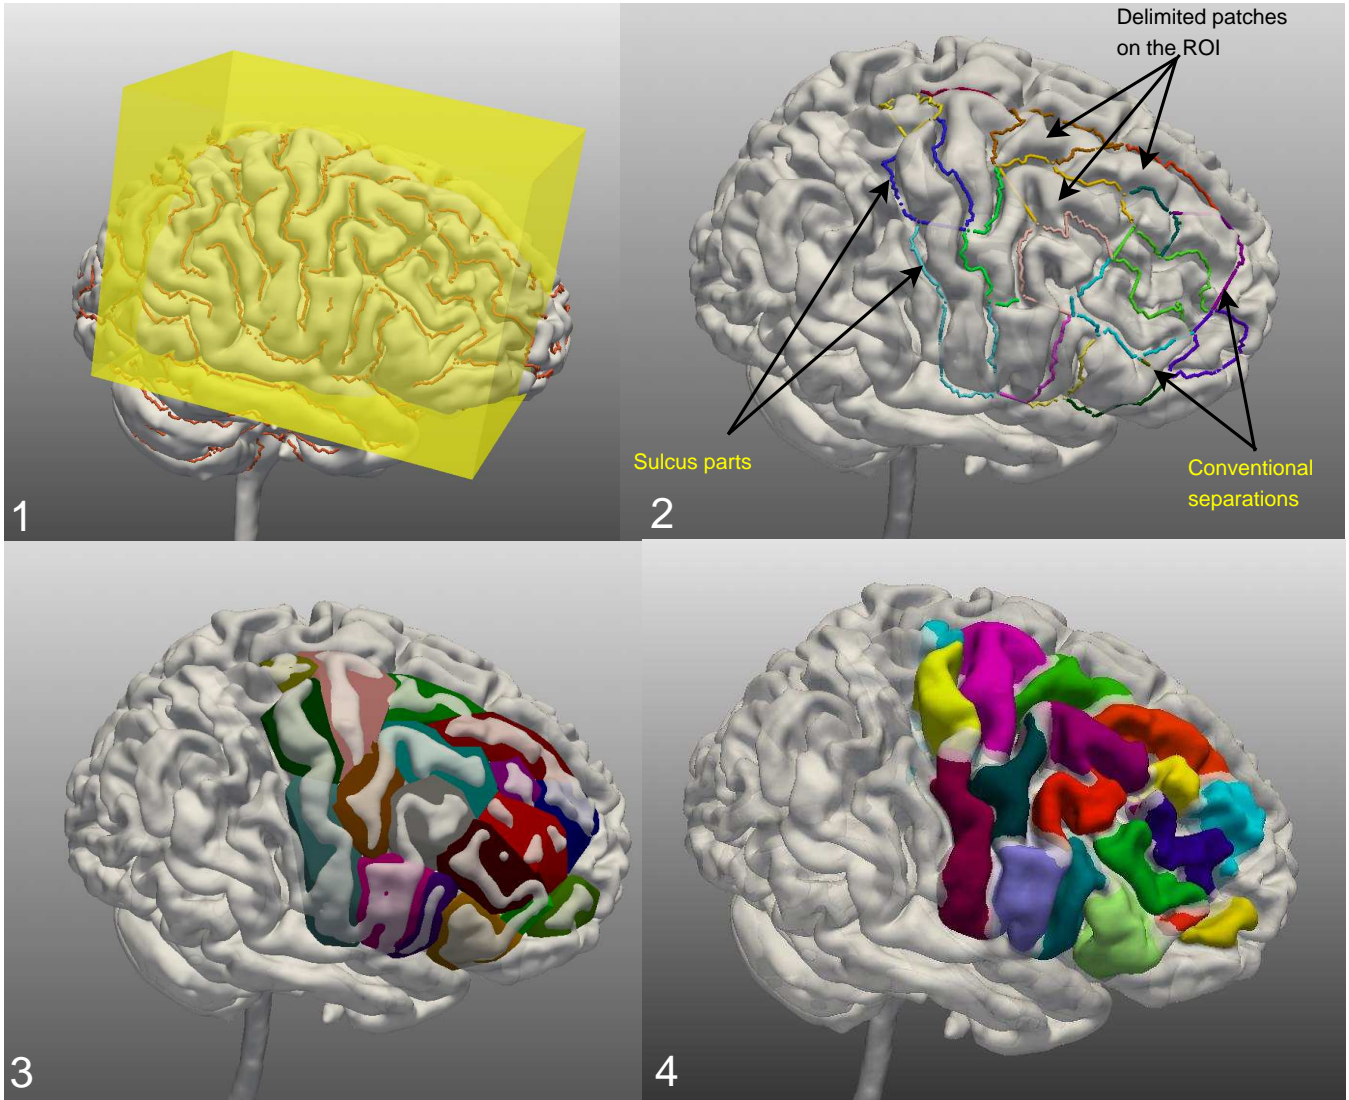 Delimited patches
on the ROI
Sulcus parts
Conventional
separations
1
2
3
4